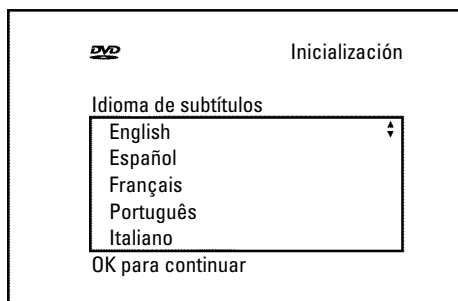 DVD
Inicialización
Idioma de subtítulos
English
Español
Français
Português
Italiano
OK para continuar